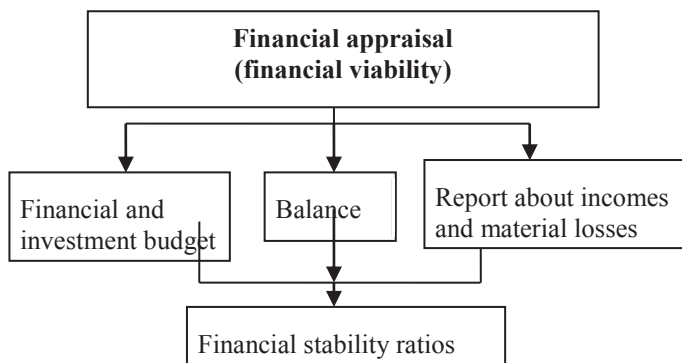 Financial appraisal
(financial viability)
Financial and
investment budget
Balance
Report about incomes
and material losses
Financial stability ratios